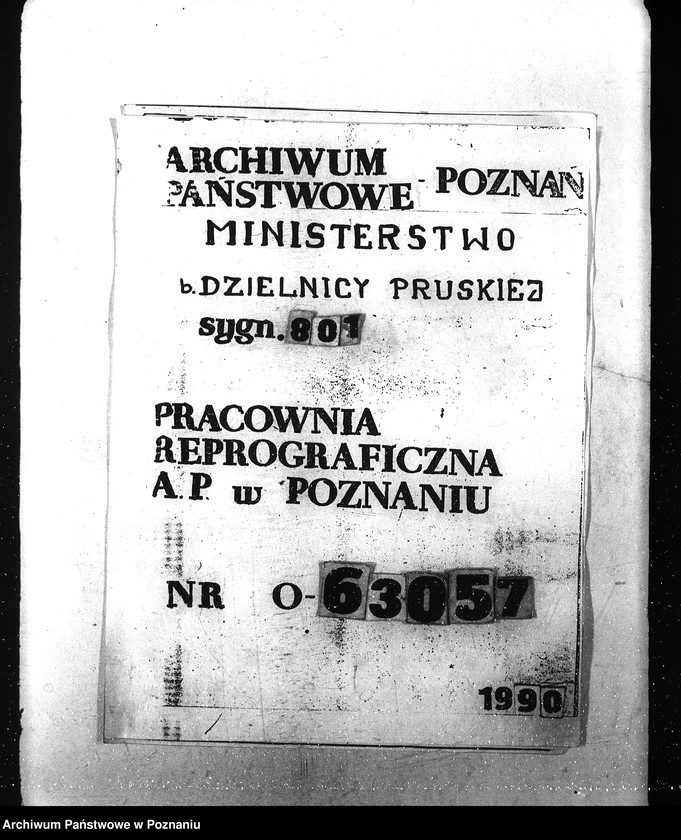 ARCHIWUM
PAŃSTWOWE - POZNAŃ
MINISTERSTWO
b. DZIELNICY PRUSKIEJ
sygn. 801
PRACOWNIA
REPROGRAFICZNA
A.P. w POZNANIU
NR O-63057
1990
Archiwum Państwowe w Poznaniu